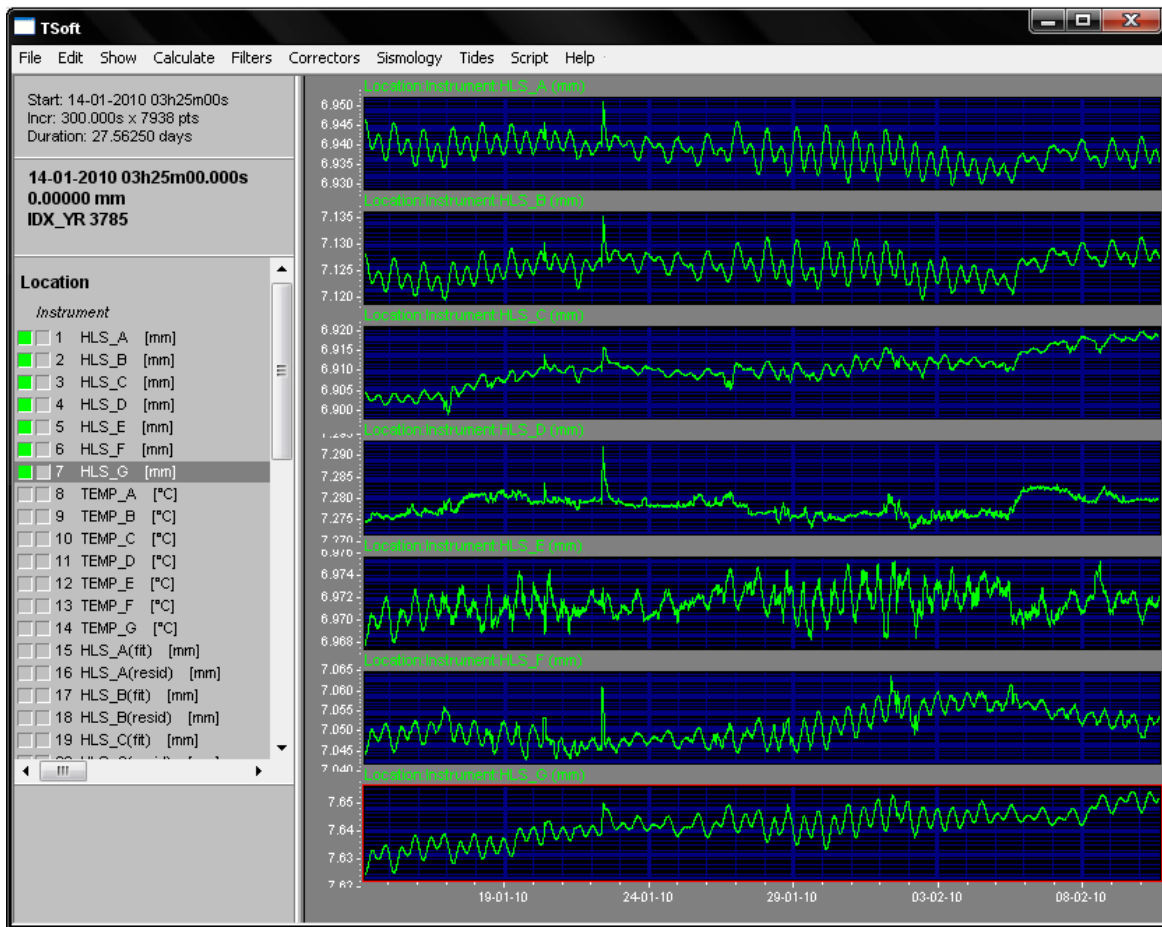 TSoft
File Edit Show Calculate Filters Correctors Sismology Tides Script Help
Start: 14-01-2010 03h25m00s
Incr: 300.000s x 7938 pts
Duration: 27.56250 days
14-01-2010 03h25m00.000s
0.00000 mm
IDX_YR 3785
Location
Instrument
1 HLS_A [mm]
2 HLS_B [mm]
3 HLS_C [mm]
4 HLS_D [mm]
5 HLS_E [mm]
6 HLS_F [mm]
7 HLS_G [mm]
8 TEMP_A [°C]
9 TEMP_B [°C]
10 TEMP_C [°C]
11 TEMP_D [°C]
12 TEMP_E [°C]
13 TEMP_F [°C]
14 TEMP_G [°C]
15 HLS_A(fit) [mm]
16 HLS_A(resid) [mm]
17 HLS_B(fit) [mm]
18 HLS_B(resid) [mm]
19 HLS_C(fit) [mm]
Location:Instrument:HLS_A (mm)
6.950
6.945
6.940
6.935
6.930
Location:Instrument:HLS_B (mm)
7.135
7.130
7.125
7.120
Location:Instrument:HLS_C (mm)
6.920
6.915
6.910
6.905
6.900
Location:Instrument:HLS_D (mm)
7.290
7.285
7.280
7.275
7.270
Location:Instrument:HLS_E (mm)
6.976
6.974
6.972
6.970
6.968
Location:Instrument:HLS_F (mm)
7.065
7.060
7.055
7.050
7.045
7.040
Location:Instrument:HLS_G (mm)
7.65
7.64
7.63
7.62
19-01-10 24-01-10 29-01-10 03-02-10 08-02-10